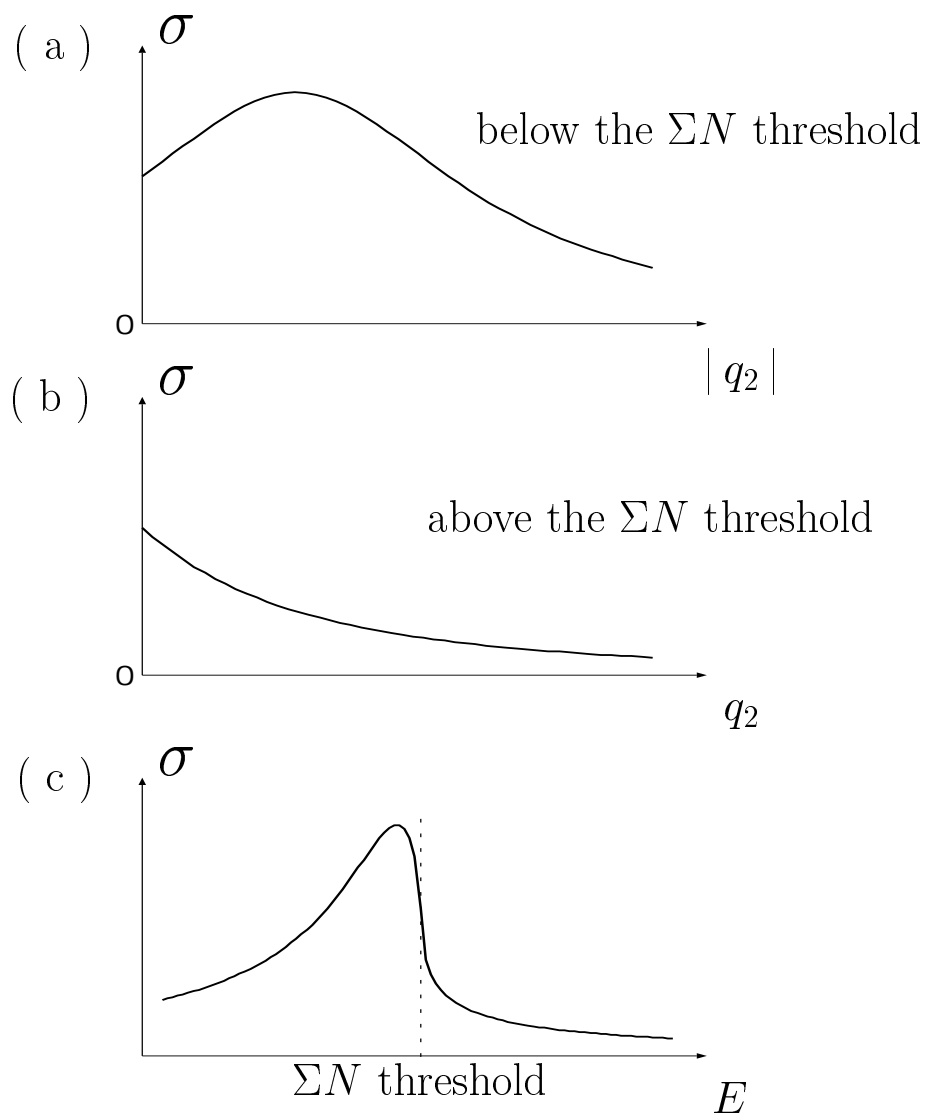 ( a )
σ
below the ΣN threshold
0
| q₂ |
( b )
σ
above the ΣN threshold
0
q₂
( c )
σ
ΣN threshold
E